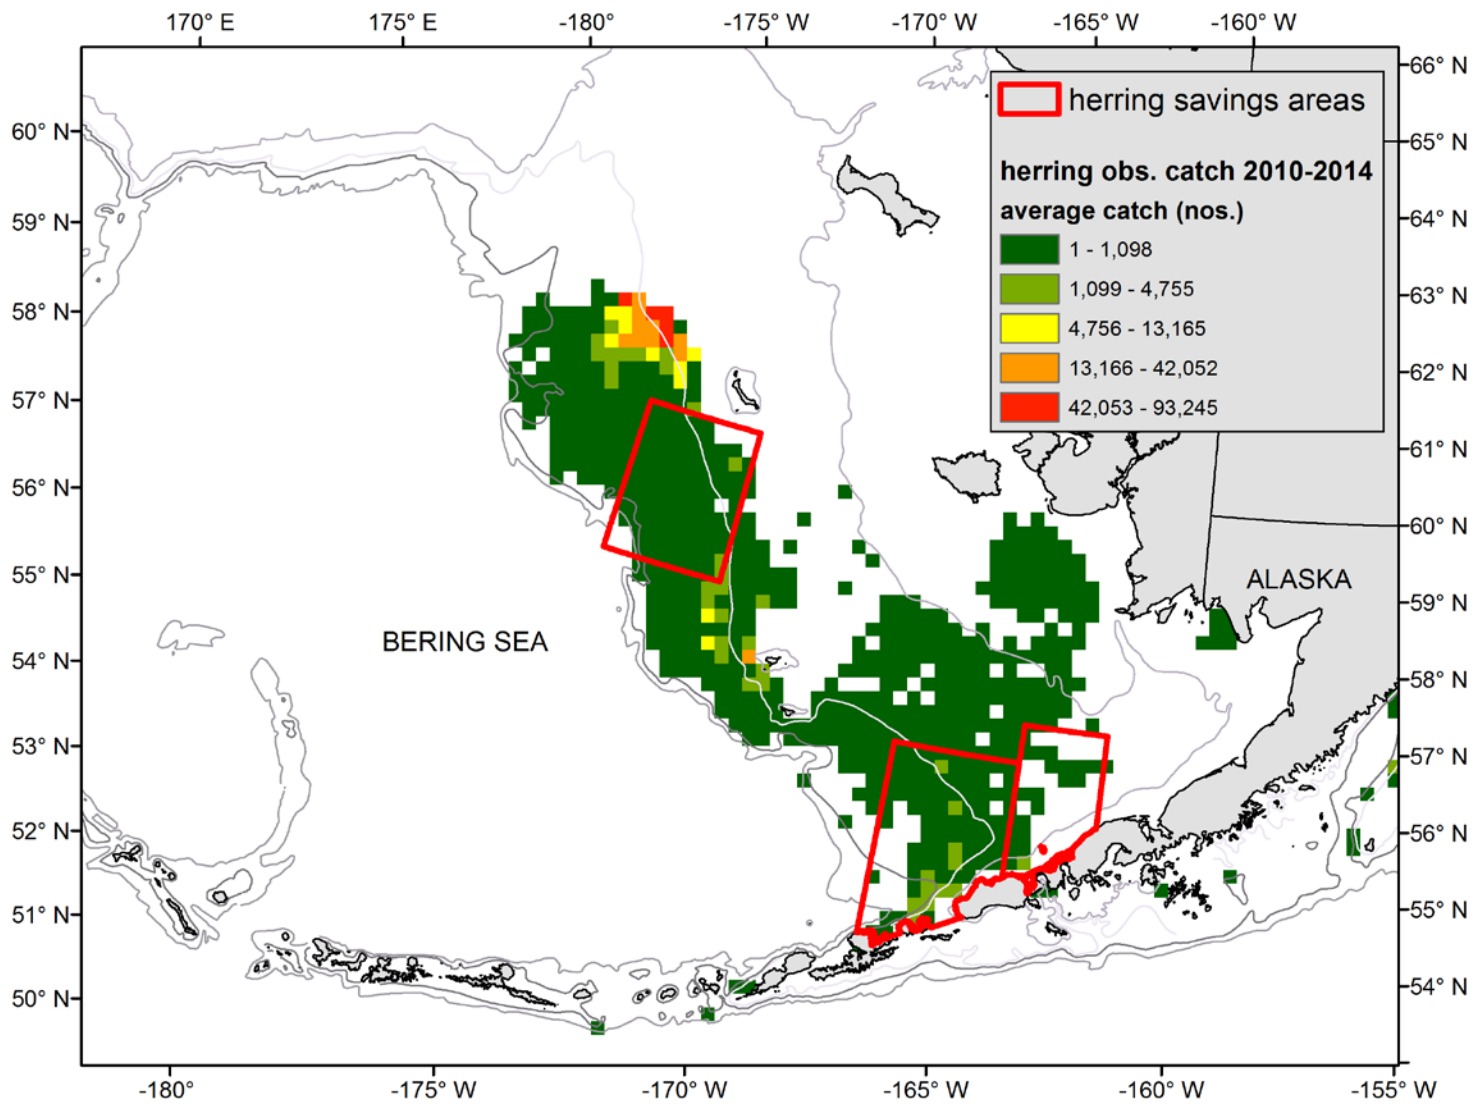 170° E
175° E
-180°
-175° W
-170° W
-165° W
-160° W
66° N
herring savings areas
60° N
65° N
herring obs. catch 2010-2014
59° N
average catch (nos.)
64° N
1 - 1,098
1,099 - 4,755
58° N
63° N
4,756 - 13,165
13,166 - 42,052
62° N
57° N
42,053 - 93,245
61° N
56° N
60° N
55° N
ALASKA
59° N
BERING SEA
54° N
58° N
53° N
57° N
52° N
56° N
51° N
55° N
50° N
54° N
-180°
-175° W
-170° W
-165° W
-160° W
-155° W